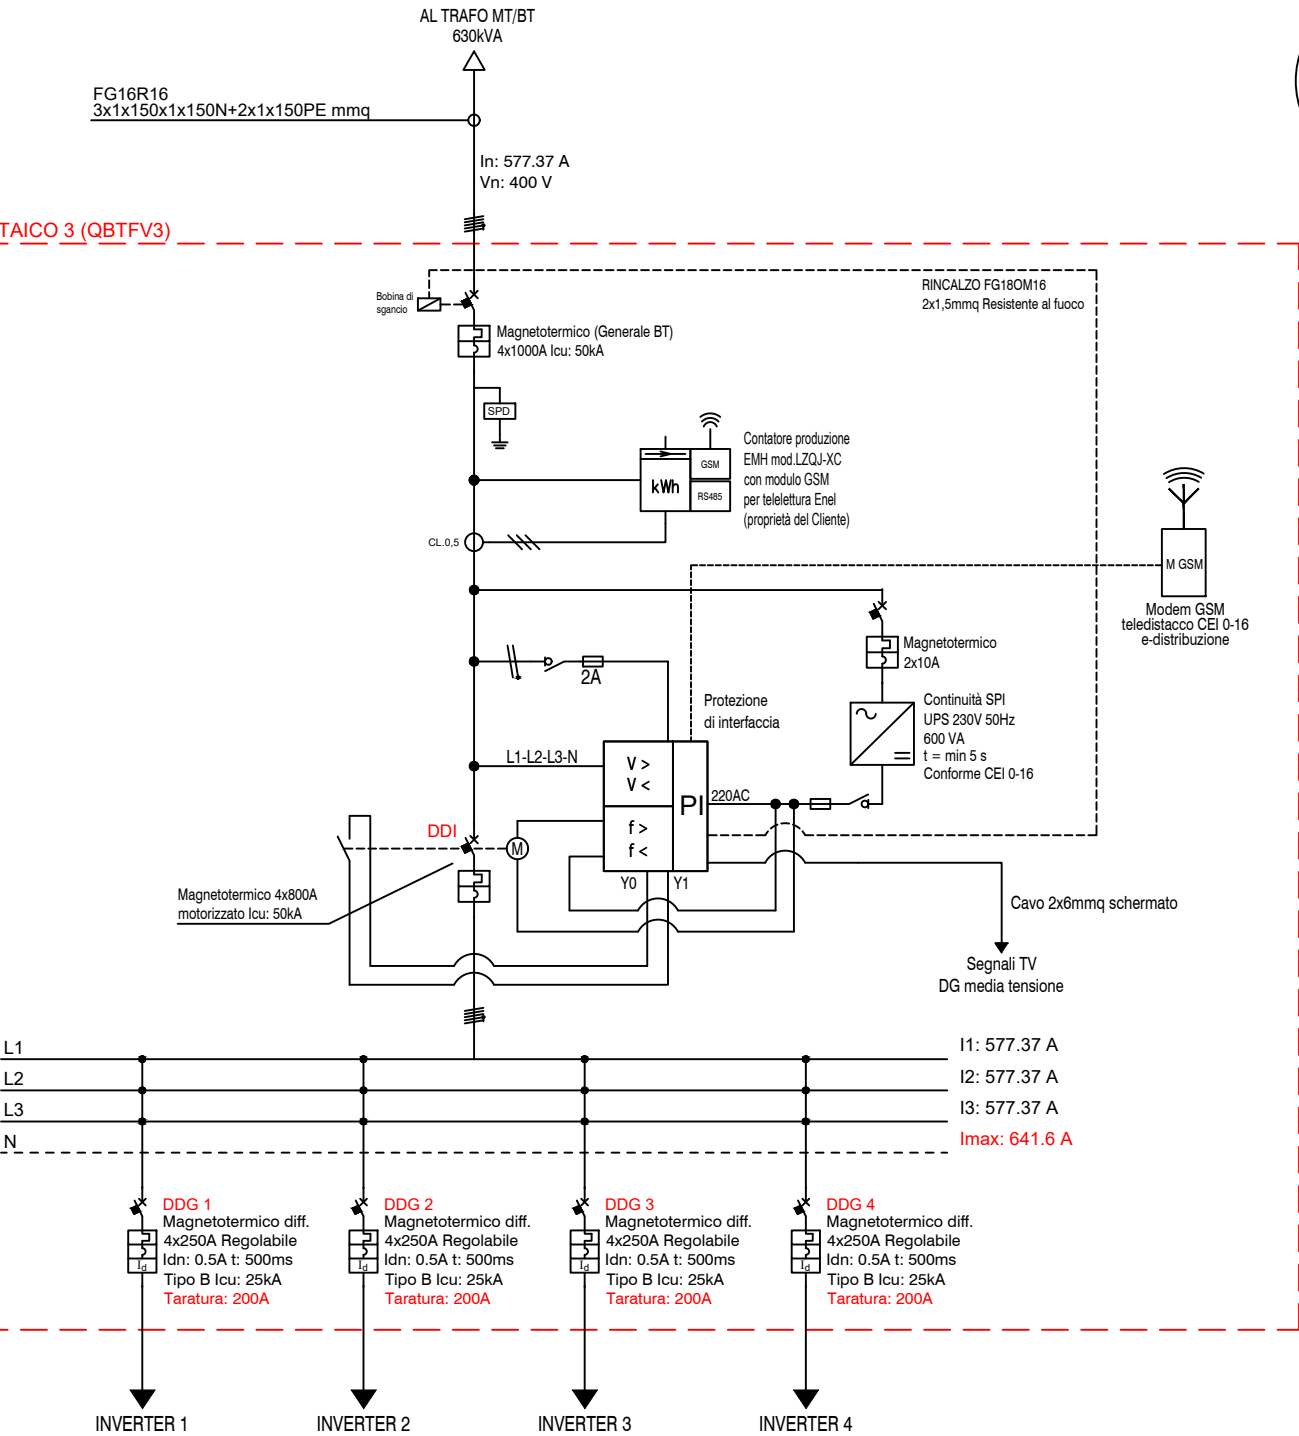 AL TRAFO MT/BT
630kVA
FG16R16
3x1x150x1x150N+2x1x150PE mmq
In: 577.37 A
Vn: 400 V
TAICO 3 (QBTFV3)
Bobina di
sgancio
RINCALZO FG18OM16
2x1,5mmq Resistente al fuoco
Magnetotermico (Generale BT)
4x1000A Icu: 50kA
SPD
GSM
kWh
RS485
Contatore produzione
EMH mod.LZQJ-XC
con modulo GSM
per telelettura Enel
(proprietà del Cliente)
CL.0,5
M GSM
Modem GSM
teledistacco CEI 0-16
e-distribuzione
Magnetotermico
2x10A
2A
Protezione
di interfaccia
Continuità SPI
UPS 230V 50Hz
600 VA
t = min 5 s
Conforme CEI 0-16
L1-L2-L3-N
V >
V <
PI
220AC
f >
f <
DDI
M
Y0
Y1
Magnetotermico 4x800A
motorizzato Icu: 50kA
Cavo 2x6mmq schermato
Segnali TV
DG media tensione
L1
I1: 577.37 A
L2
I2: 577.37 A
L3
I3: 577.37 A
N
Imax: 641.6 A
DDG 1
Magnetotermico diff.
4x250A Regolabile
Idn: 0.5A t: 500ms
Tipo B Icu: 25kA
Taratura: 200A
Id
DDG 2
Magnetotermico diff.
4x250A Regolabile
Idn: 0.5A t: 500ms
Tipo B Icu: 25kA
Taratura: 200A
Id
DDG 3
Magnetotermico diff.
4x250A Regolabile
Idn: 0.5A t: 500ms
Tipo B Icu: 25kA
Taratura: 200A
Id
DDG 4
Magnetotermico diff.
4x250A Regolabile
Idn: 0.5A t: 500ms
Tipo B Icu: 25kA
Taratura: 200A
Id
INVERTER 1
INVERTER 2
INVERTER 3
INVERTER 4